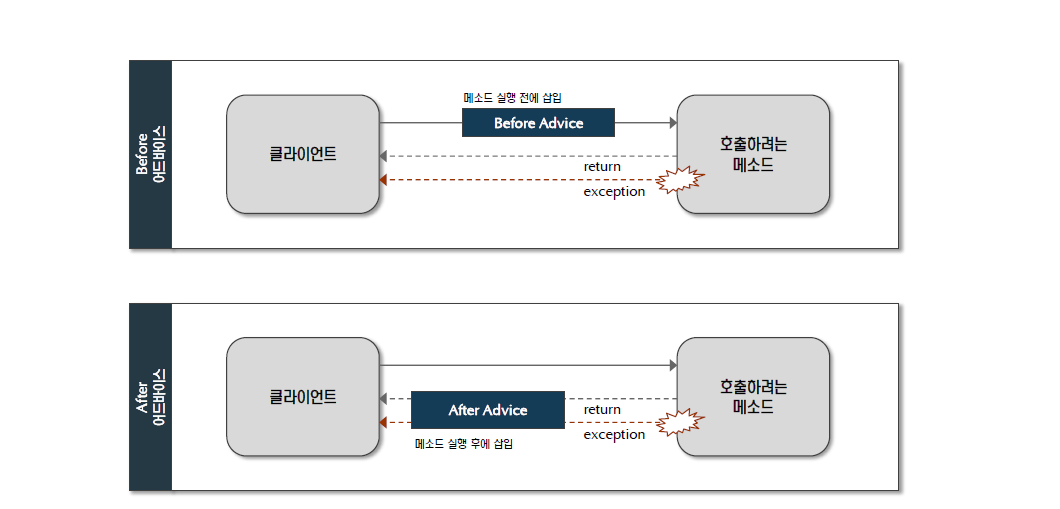 Before
어드바이스
메소드 실행 전에 삽입
Before Advice
클라이언트
호출하려는
메소드
return
exception
After
어드바이스
클라이언트
호출하려는
메소드
After Advice
return
exception
메소드 실행 후에 삽입